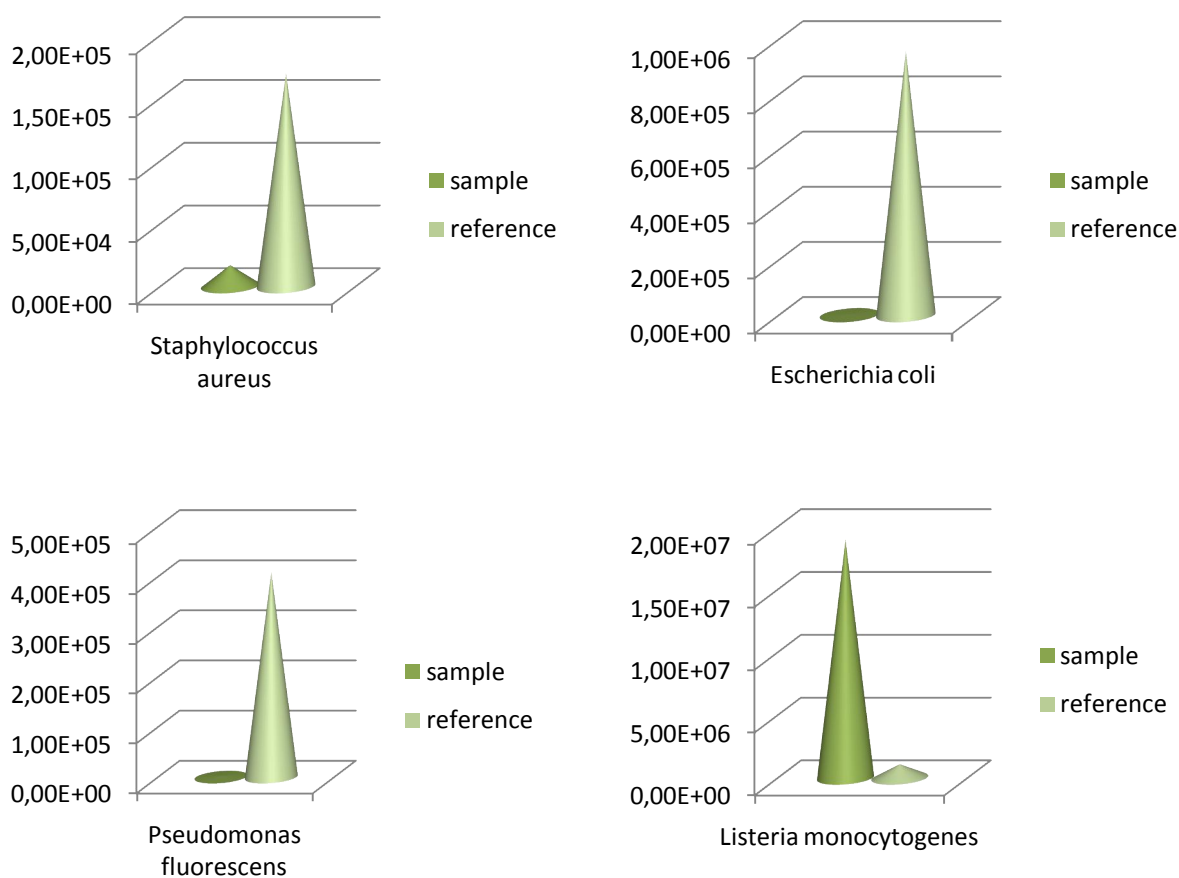 2,00E+05
1,50E+05
1,00E+05
5,00E+04
0,00E+00
sample
reference
Staphylococcus
aureus
1,00E+06
8,00E+05
6,00E+05
4,00E+05
2,00E+05
0,00E+00
sample
reference
Escherichia coli
5,00E+05
4,00E+05
3,00E+05
2,00E+05
1,00E+05
0,00E+00
sample
reference
Pseudomonas
fluorescens
2,00E+07
1,50E+07
1,00E+07
5,00E+06
0,00E+00
sample
reference
Listeria monocytogenes